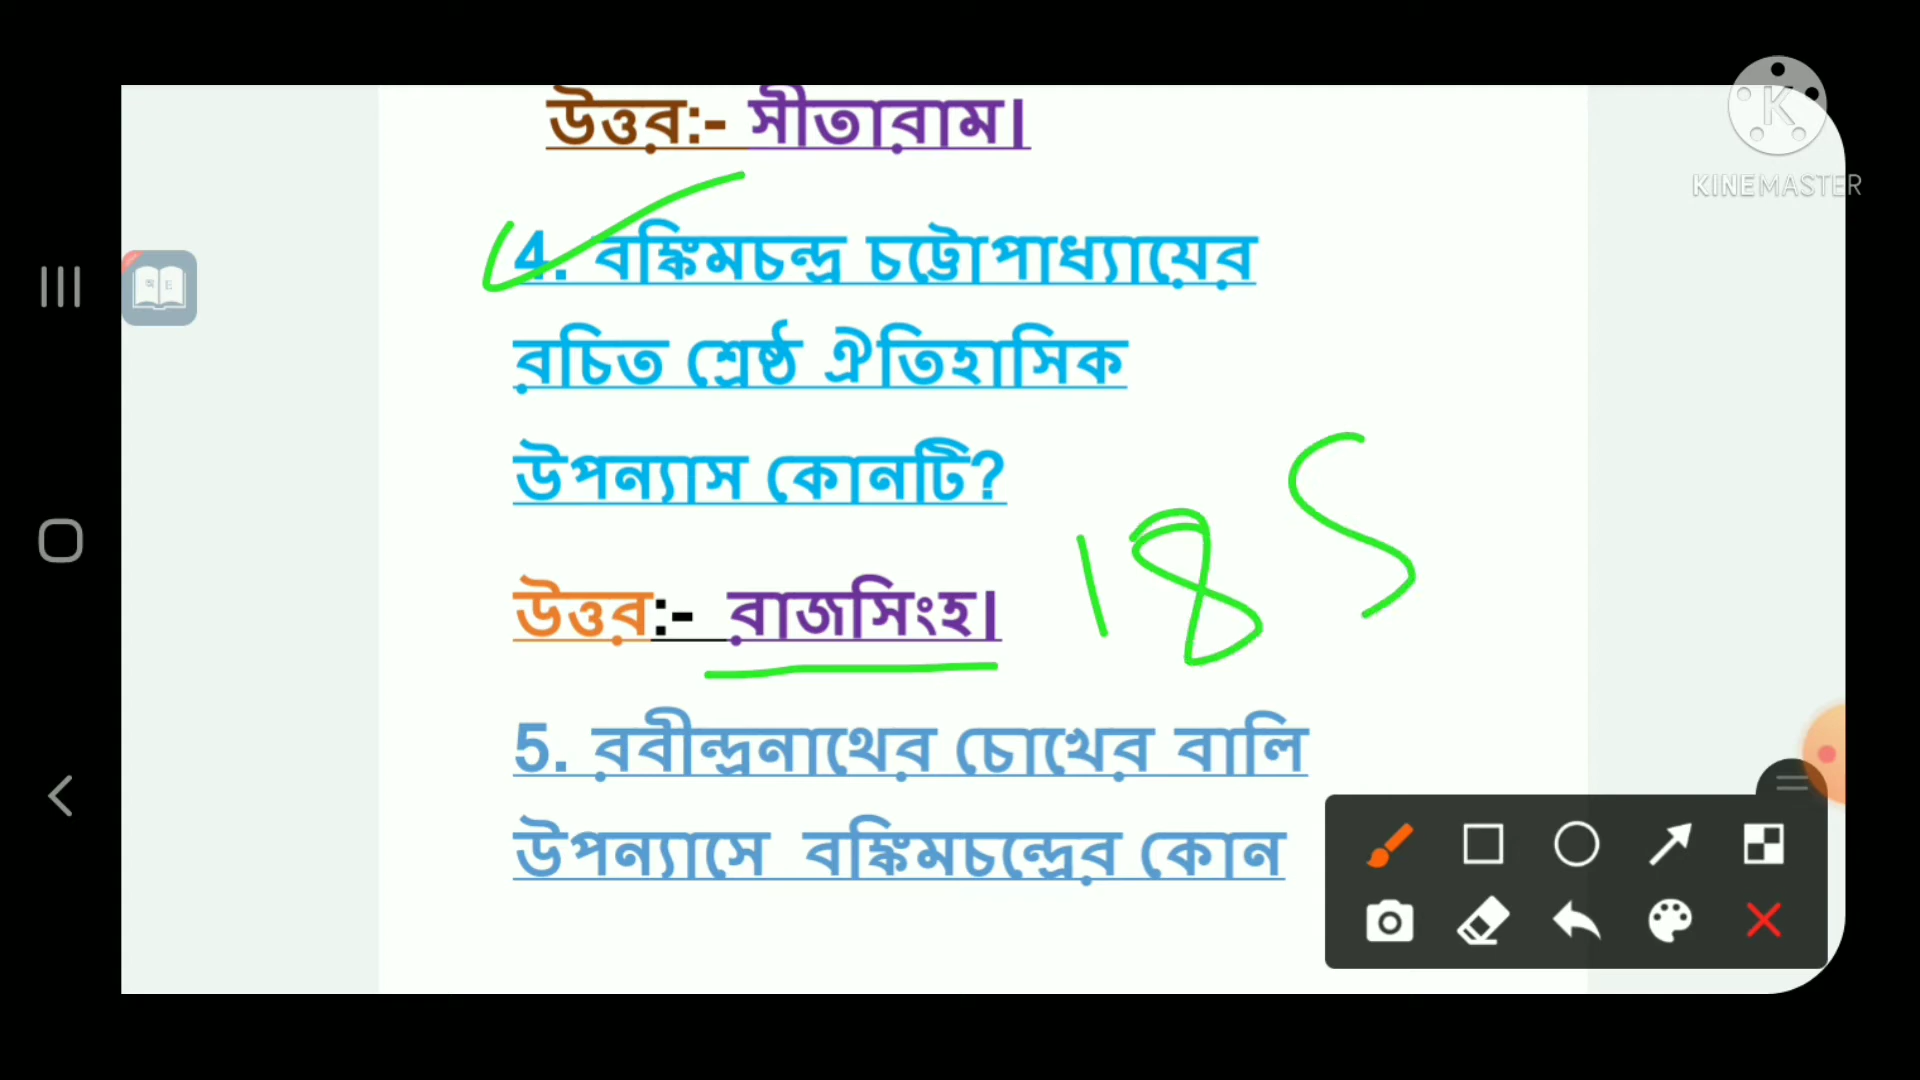 উত্তর:- সীতারাম।
KINEMASTER
4. বঙ্কিমচন্দ্র চট্টোপাধ্যায়ের
রচিত শ্রেষ্ঠ ঐতিহাসিক
উপন্যাস কোনটি?
185
উত্তর:- রাজসিংহ।
5. রবীন্দ্রনাথের চোখের বালি
উপন্যাসে বঙ্কিমচন্দ্রের কোন